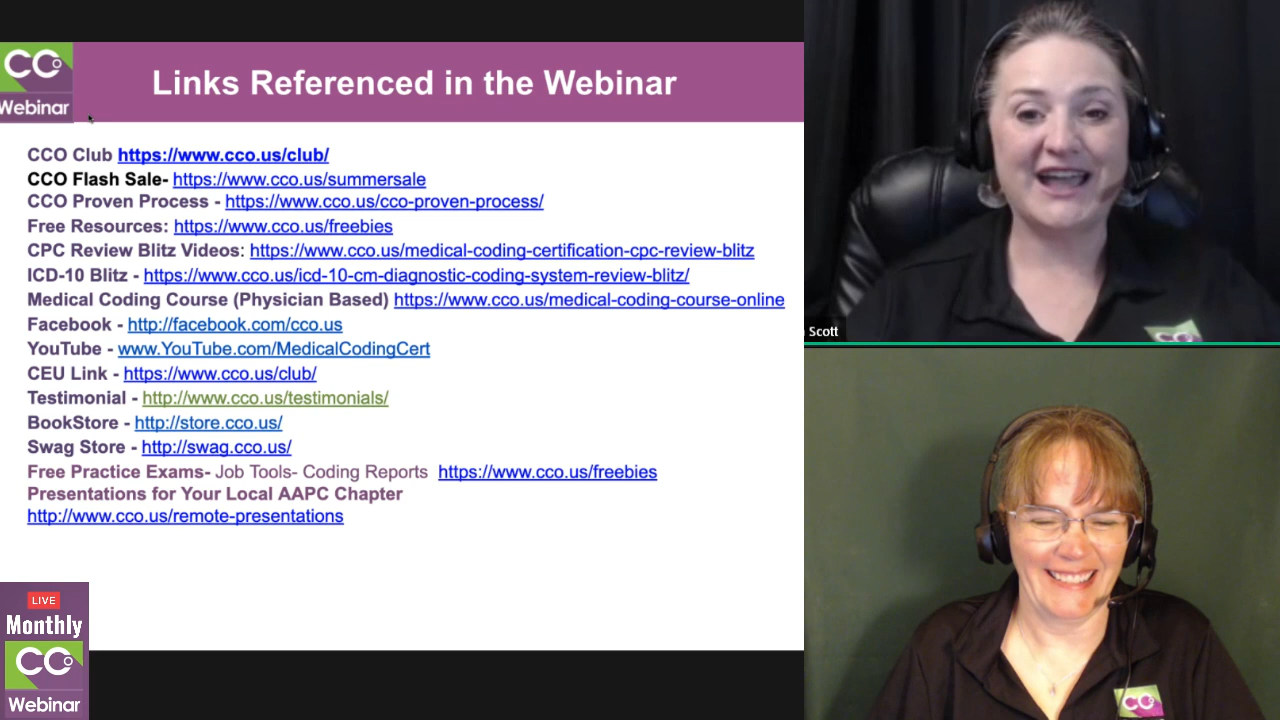 CCO
Webinar
Links Referenced in the Webinar
CCO Club https://www.cco.us/club/
CCO Flash Sale- https://www.cco.us/summersale
CCO Proven Process - https://www.cco.us/cco-proven-process/
Free Resources: https://www.cco.us/freebies
CPC Review Blitz Videos: https://www.cco.us/medical-coding-certification-cpc-review-blitz
ICD-10 Blitz - https://www.cco.us/icd-10-cm-diagnostic-coding-system-review-blitz/
Medical Coding Course (Physician Based) https://www.cco.us/medical-coding-course-online
Facebook - http://facebook.com/cco.us
YouTube - www.YouTube.com/MedicalCodingCert
CEU Link - https://www.cco.us/club/
Testimonial - http://www.cco.us/testimonials/
BookStore - http://store.cco.us/
Swag Store - http://swag.cco.us/
Free Practice Exams- Job Tools- Coding Reports https://www.cco.us/freebies
Presentations for Your Local AAPC Chapter
http://www.cco.us/remote-presentations
LIVE
Monthly
CCO
Webinar
Scott
CCO
CCO